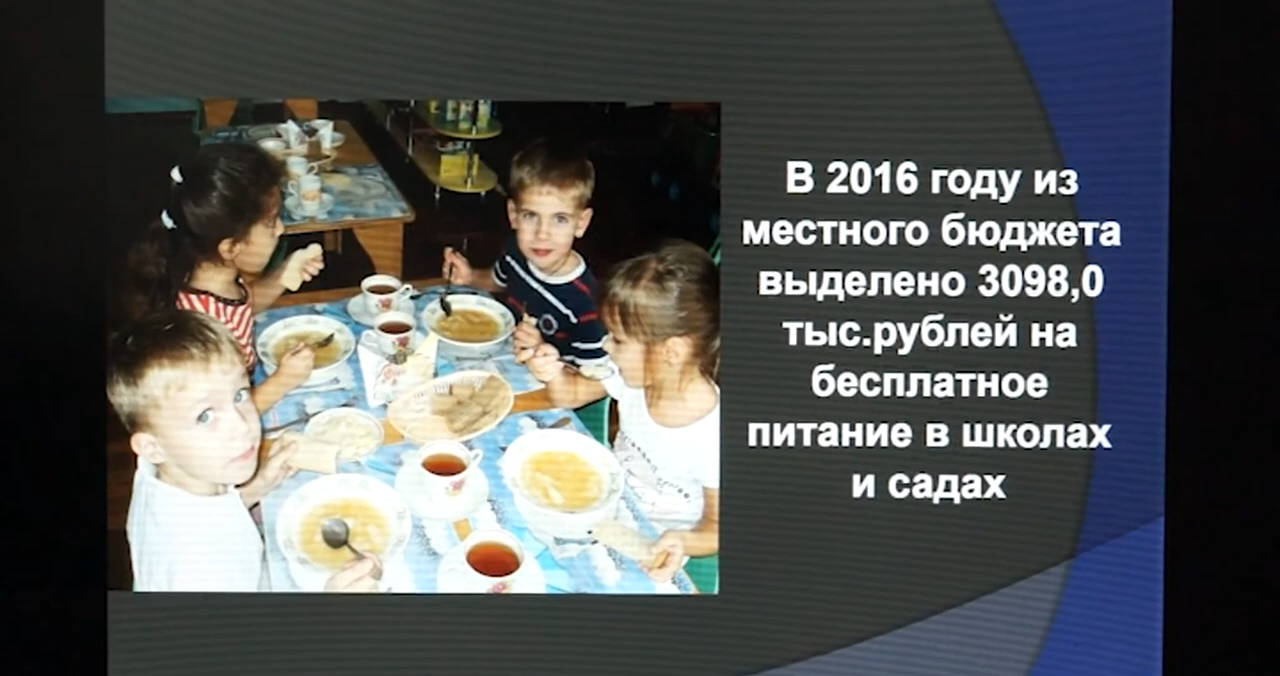 В 2016 году из
местного бюджета
выделено 3098,0
тыс.рублей на
бесплатное
питание в школах
и садах